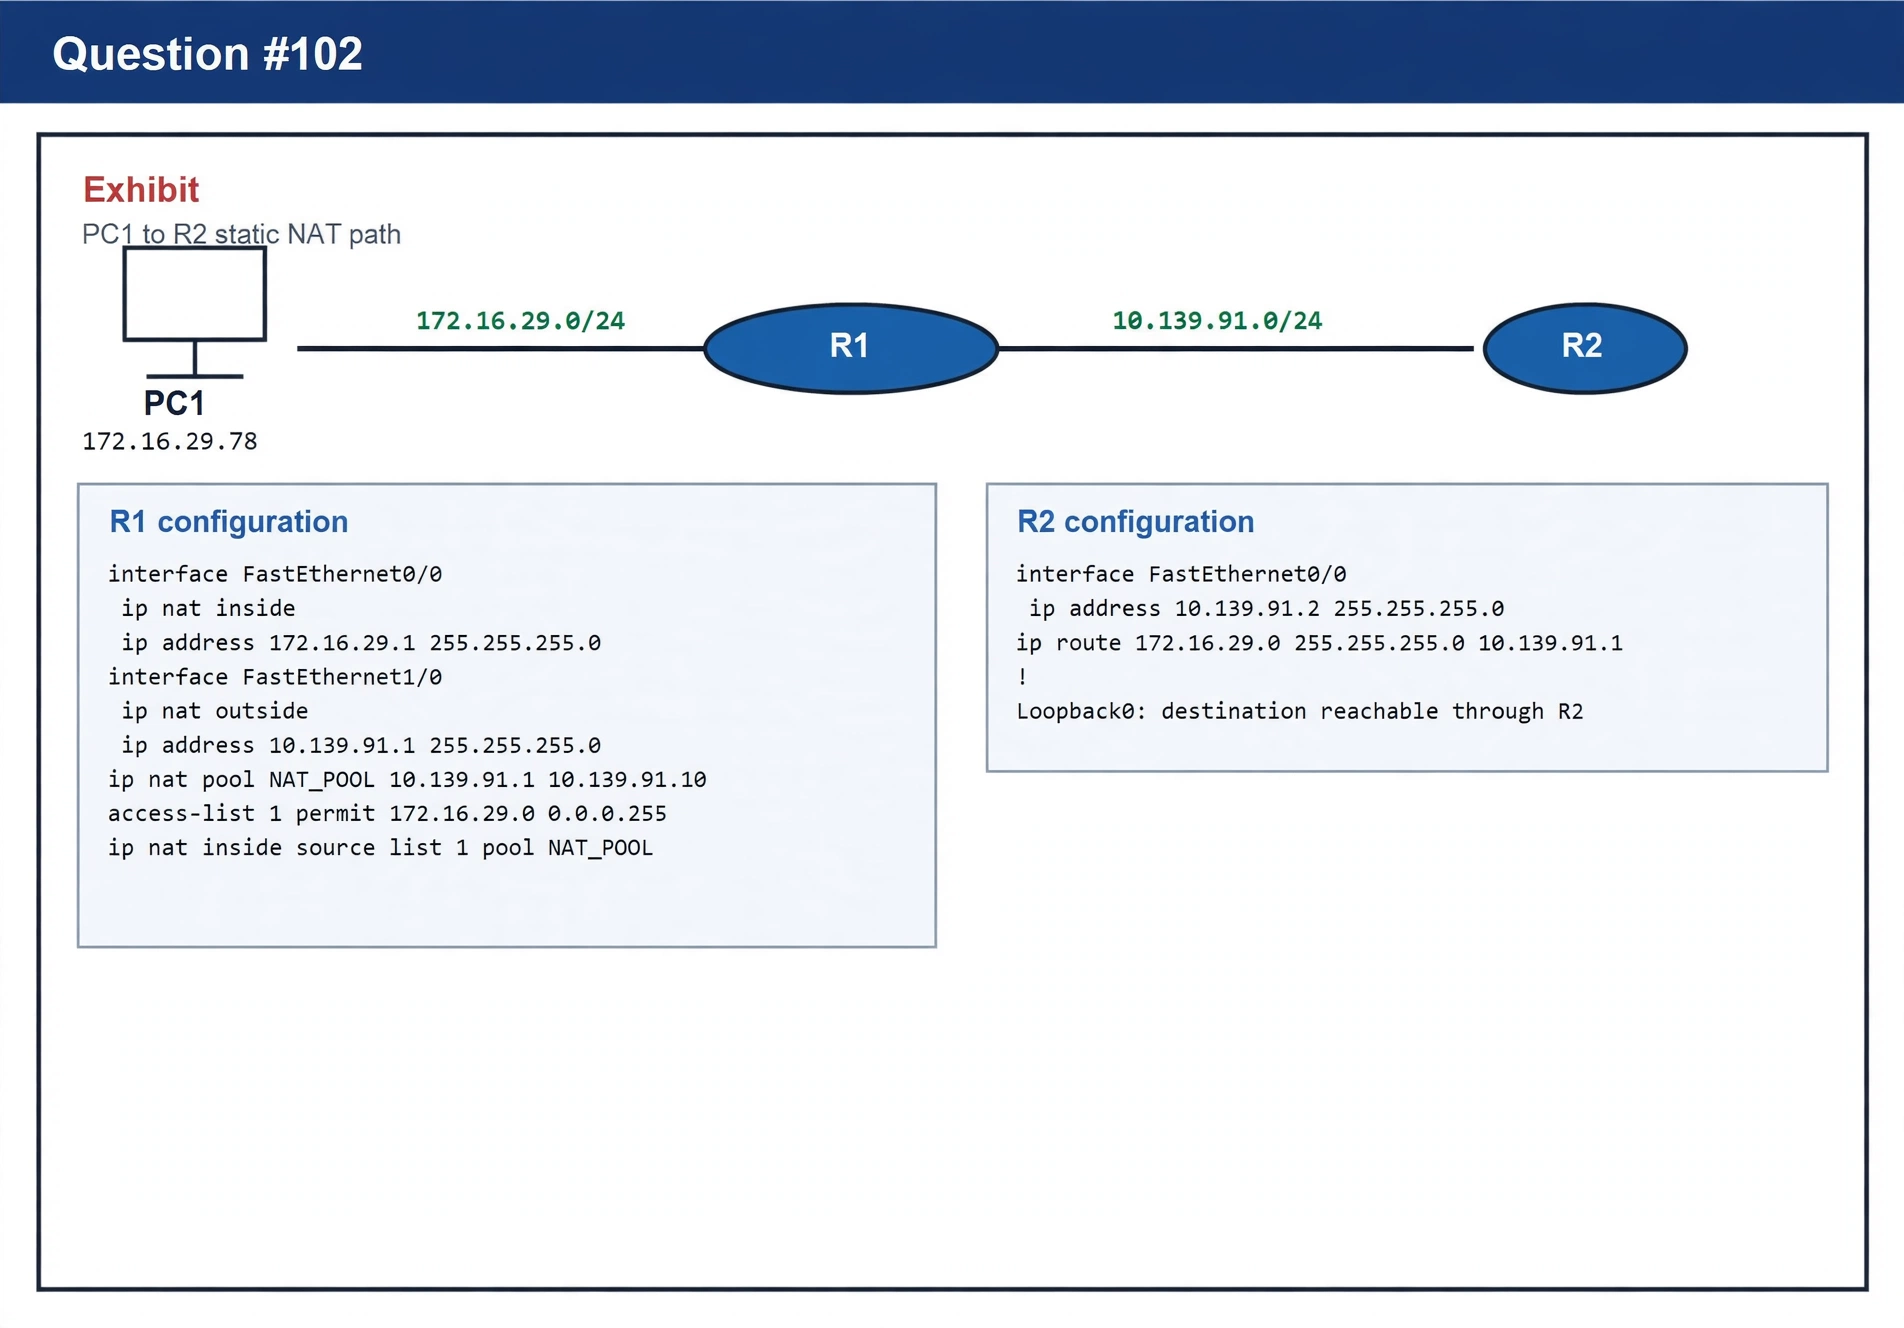 Question #102
Exhibit
PC1 to R2 static NAT path
172.16.29.0/24
R1
10.139.91.0/24
R2
PC1
172.16.29.78
R1 configuration
interface FastEthernet0/0
 ip nat inside
 ip address 172.16.29.1 255.255.255.0
interface FastEthernet1/0
 ip nat outside
 ip address 10.139.91.1 255.255.255.0
ip nat pool NAT_POOL 10.139.91.1 10.139.91.10
access-list 1 permit 172.16.29.0 0.0.0.255
ip nat inside source list 1 pool NAT_POOL
R2 configuration
interface FastEthernet0/0
 ip address 10.139.91.2 255.255.255.0
ip route 172.16.29.0 255.255.255.0 10.139.91.1
!
Loopback0: destination reachable through R2